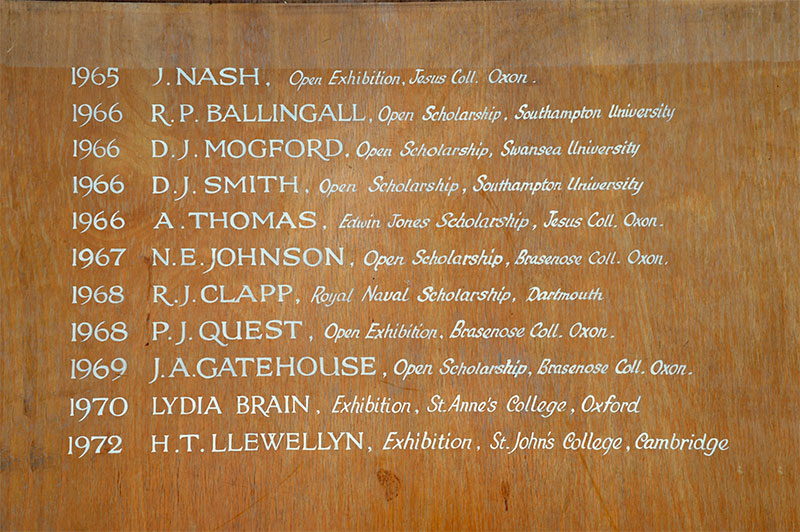 1965 J. NASH, Open Exhibition, Jesus Coll. Oxon.
1966 R. P. BALLINGALL, Open Scholarship, Southampton University
1966 D. J. MOGFORD, Open Scholarship, Swansea University
1966 D. J. SMITH, Open Scholarship, Southampton University
1966 A. THOMAS, Edwin Jones Scholarship, Jesus Coll. Oxon.
1967 N. E. JOHNSON, Open Scholarship, Brasenose Coll. Oxon.
1968 R. J. CLAPP, Royal Naval Scholarship, Dartmouth
1968 P. J. QUEST, Open Exhibition, Brasenose Coll. Oxon.
1969 J. A. GATEHOUSE, Open Scholarship, Brasenose Coll. Oxon.
1970 LYDIA BRAIN, Exhibition, St. Anne's College, Oxford
1972 H. T. LLEWELLYN, Exhibition, St. John's College, Cambridge